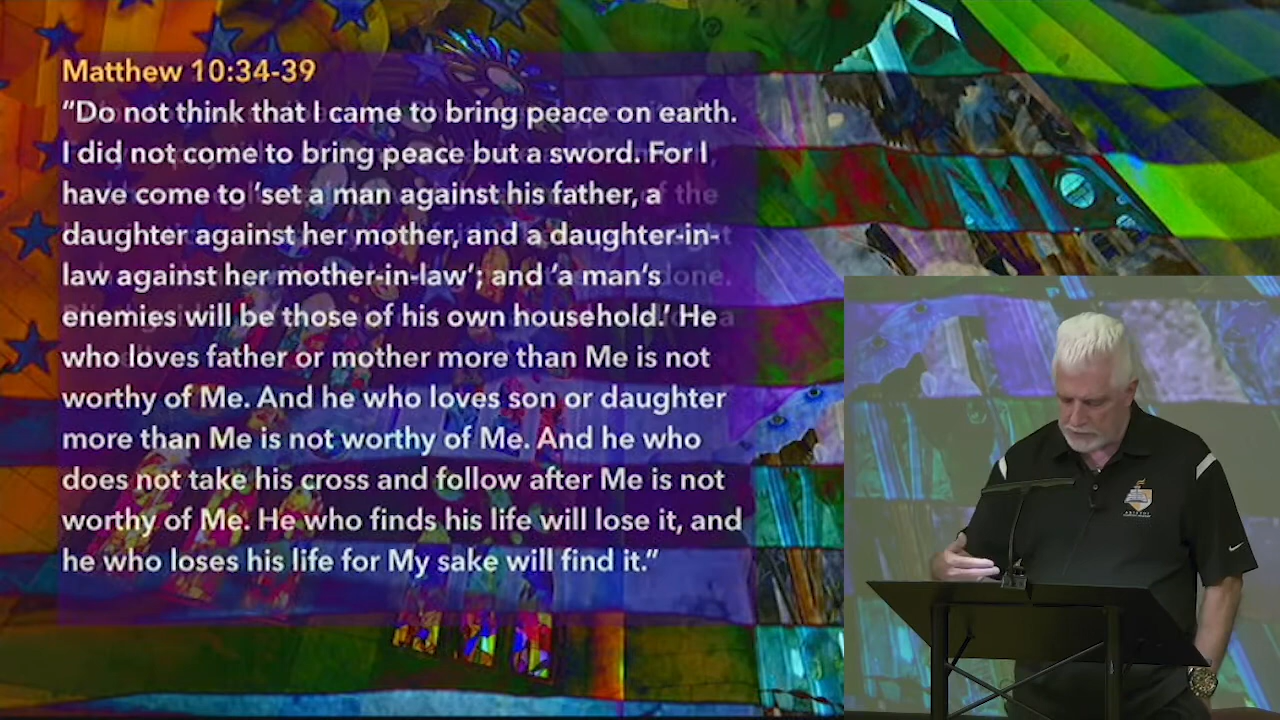 Matthew 10:34-39
“Do not think that I came to bring peace on earth.
I did not come to bring peace but a sword. For I
have come to ‘set a man against his father, a
daughter against her mother, and a daughter-in-
law against her mother-in-law’; and ‘a man’s
enemies will be those of his own household.’ He
who loves father or mother more than Me is not
worthy of Me. And he who loves son or daughter
more than Me is not worthy of Me. And he who
does not take his cross and follow after Me is not
worthy of Me. He who finds his life will lose it, and
he who loses his life for My sake will find it.”